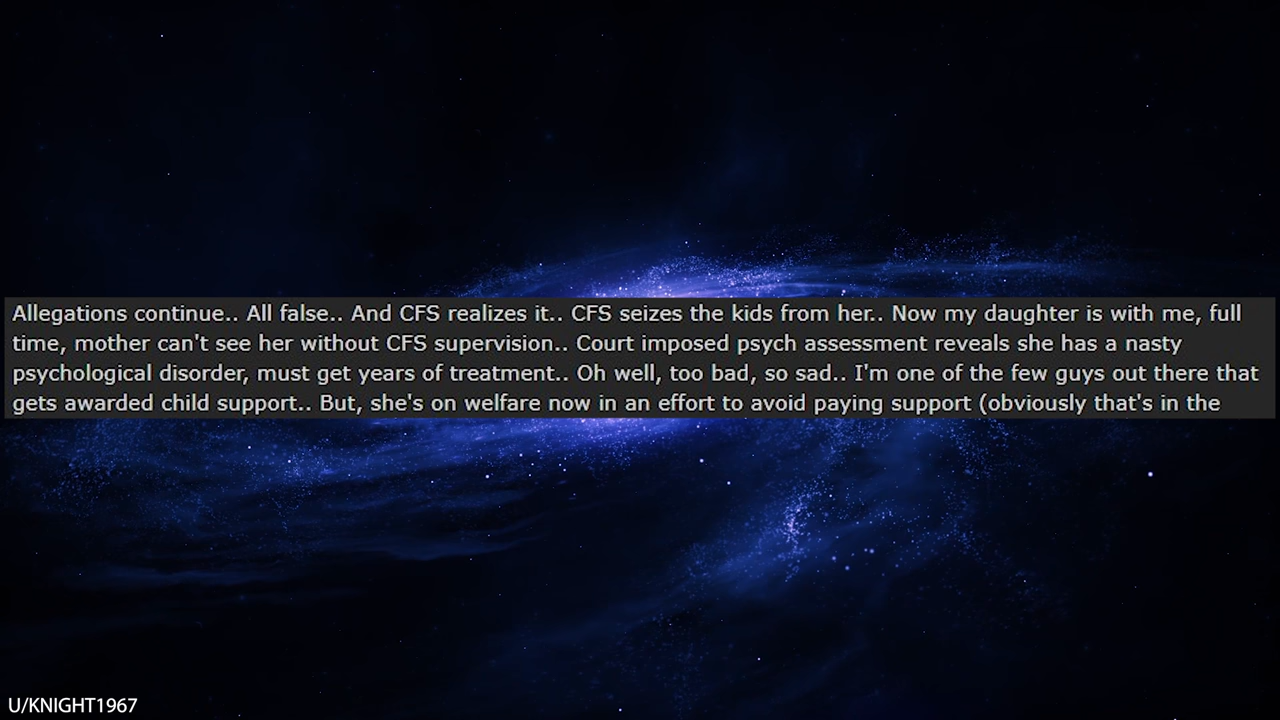 Allegations continue.. All false.. And CFS realizes it.. CFS seizes the kids from her.. Now my daughter is with me, full
time, mother can't see her without CFS supervision.. Court imposed psych assessment reveals she has a nasty
psychological disorder, must get years of treatment.. Oh well, too bad, so sad.. I'm one of the few guys out there that
gets awarded child support.. But, she's on welfare now in an effort to avoid paying support (obviously that's in the
U/KNIGHT1967